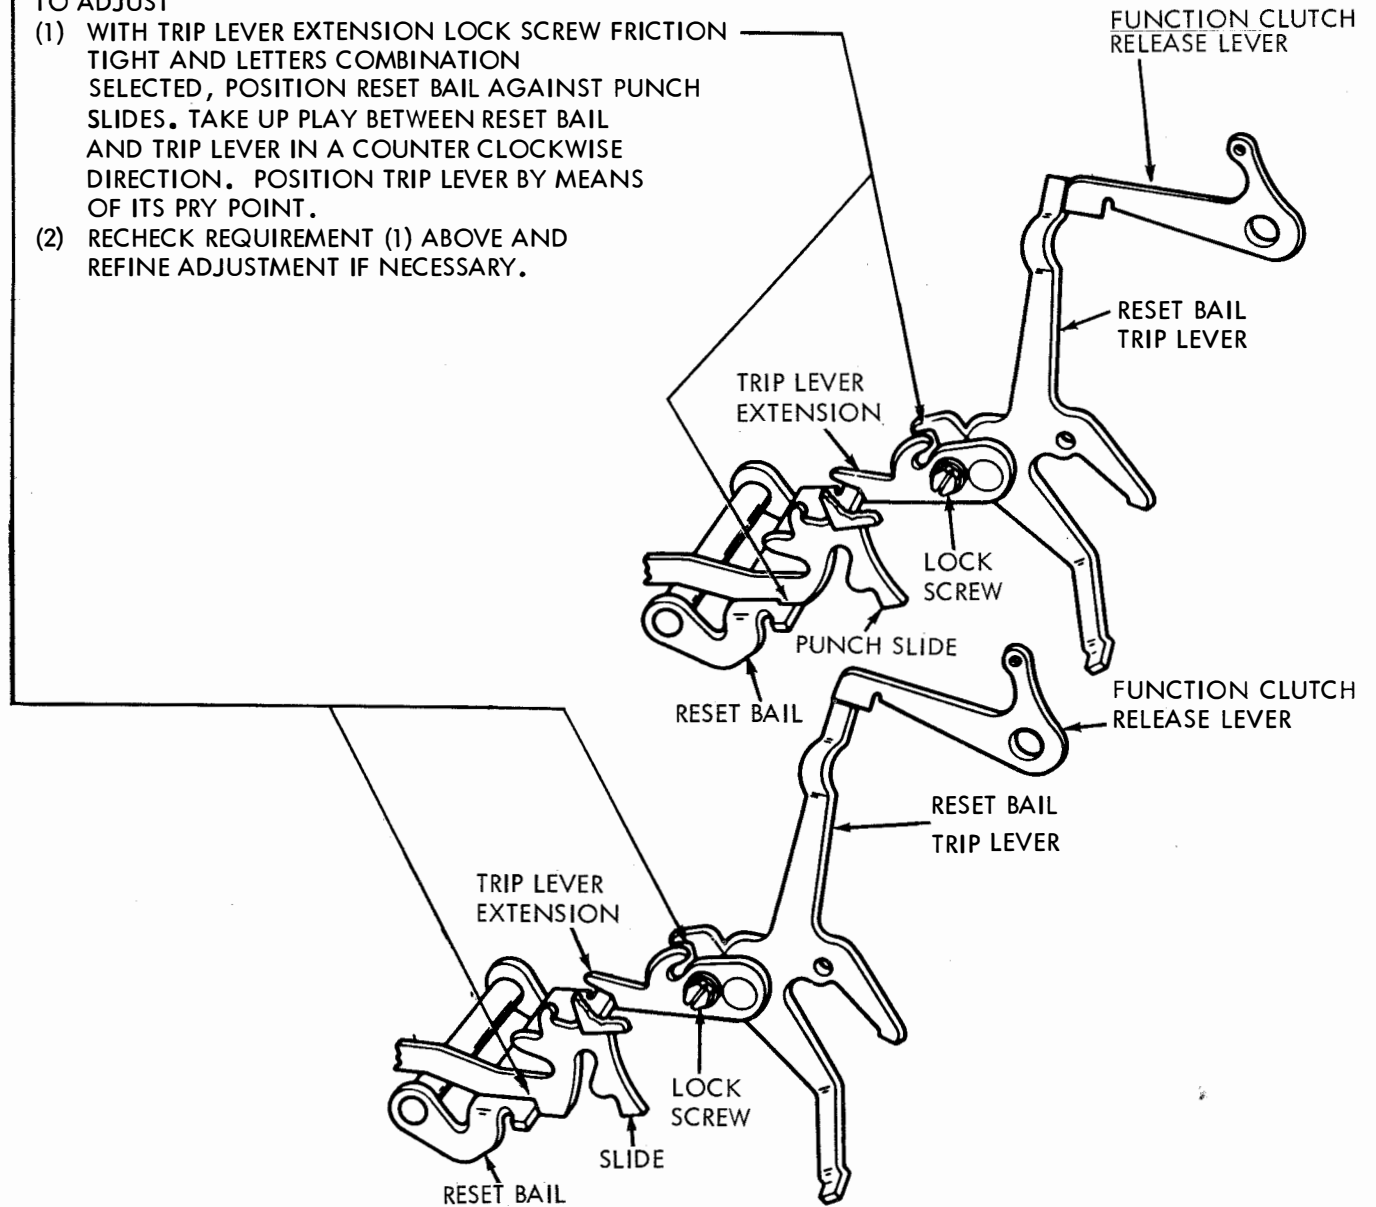 TO ADJUST
(1) WITH TRIP LEVER EXTENSION LOCK SCREW FRICTION
TIGHT AND LETTERS COMBINATION
SELECTED, POSITION RESET BAIL AGAINST PUNCH
SLIDES. TAKE UP PLAY BETWEEN RESET BAIL
AND TRIP LEVER IN A COUNTER CLOCKWISE
DIRECTION. POSITION TRIP LEVER BY MEANS
OF ITS PRY POINT.
(2) RECHECK REQUIREMENT (1) ABOVE AND
REFINE ADJUSTMENT IF NECESSARY.
FUNCTION CLUTCH
RELEASE LEVER
RESET BAIL
TRIP LEVER
TRIP LEVER
EXTENSION
LOCK
SCREW
PUNCH SLIDE
RESET BAIL
FUNCTION CLUTCH
RELEASE LEVER
RESET BAIL
TRIP LEVER
TRIP LEVER
EXTENSION
LOCK
SCREW
SLIDE
RESET BAIL